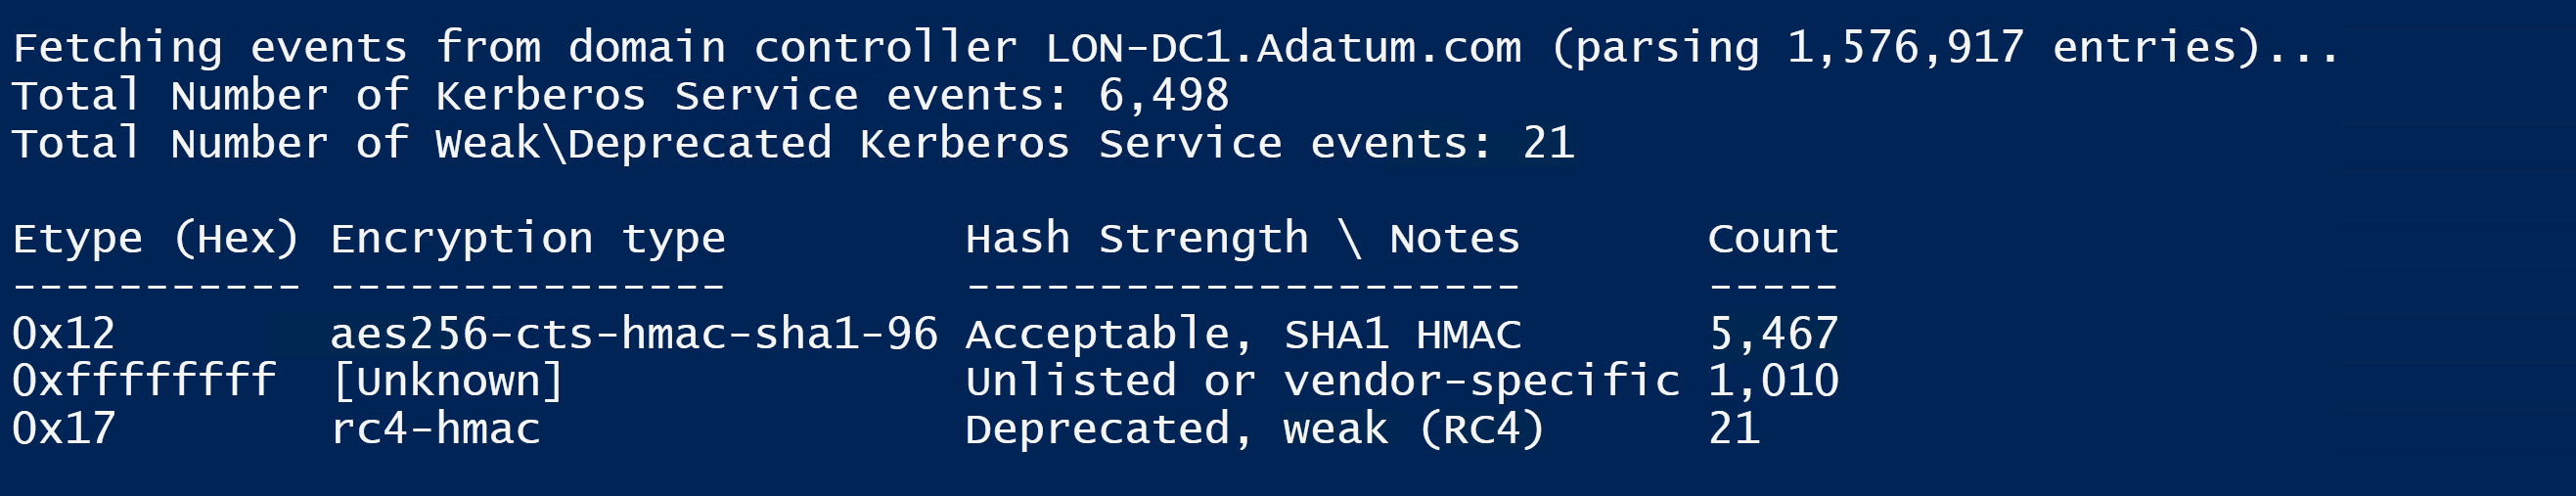 Fetching events from domain controller LON-DC1.Adatum.com (parsing 1,576,917 entries)...
Total Number of Kerberos Service events: 6,498
Total Number of Weak\Deprecated Kerberos Service events: 21
Etype (Hex) Encryption type         Hash Strength \ Notes       Count
----------- ---------------         ---------------------       -----
0x12        aes256-cts-hmac-sha1-96 Acceptable, SHA1 HMAC       5,467
0xffffffff  [Unknown]               Unlisted or vendor-specific 1,010
0x17        rc4-hmac                Deprecated, weak (RC4)      21